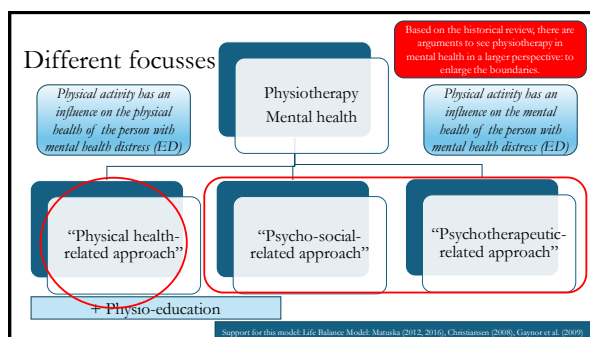 Different focusses
Based on the historical review, there are
arguments to see physiotherapy in
mental health in a larger perspective: to
enlarge the boundaries.
Physical activity has an
influence on the physical
health of the person with
mental health distress (ED)
Physiotherapy
Mental health
Physical activity has an
influence on the mental
health of the person with
mental health distress (ED)
“Physical health-
related approach”
“Psycho-social-
related approach”
“Psychotherapeutic-
related approach”
+ Physio-education
Support for this model: Life Balance Model: Matuska (2012, 2016), Christiansen (2008), Gaynor et al. (2009)